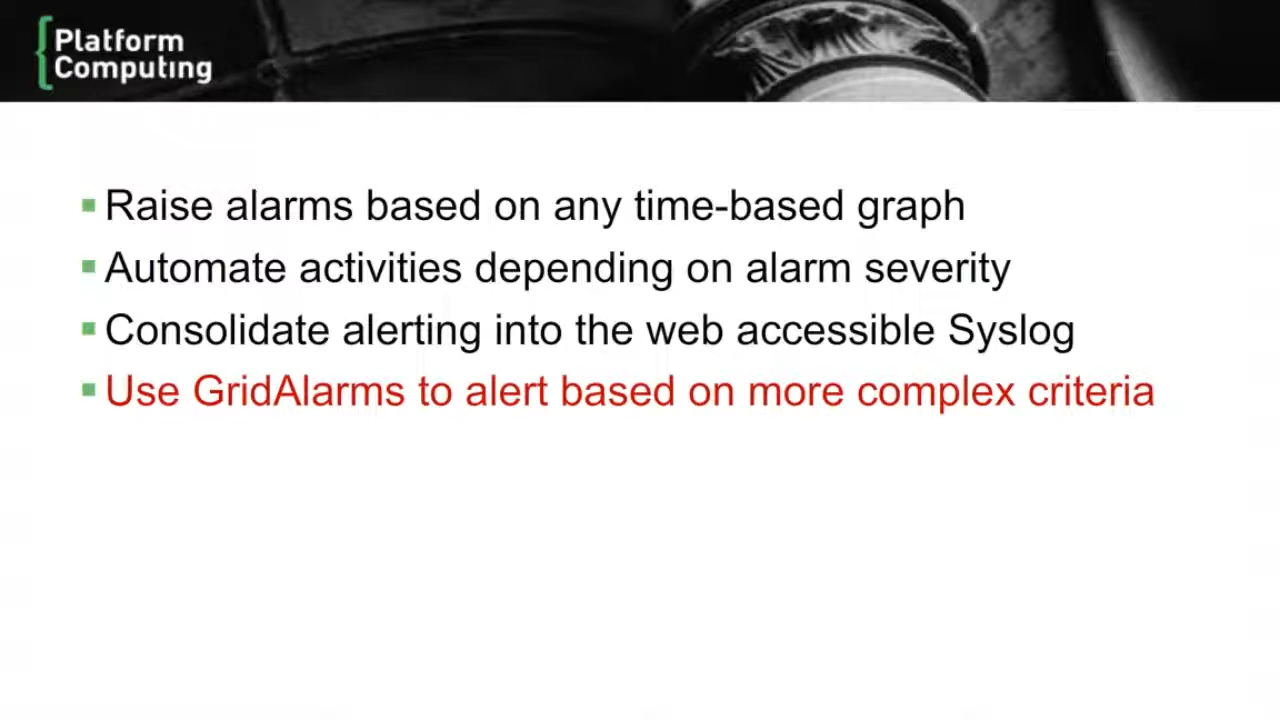 Platform
Computing
Raise alarms based on any time-based graph
Automate activities depending on alarm severity
Consolidate alerting into the web accessible Syslog
Use GridAlarms to alert based on more complex criteria